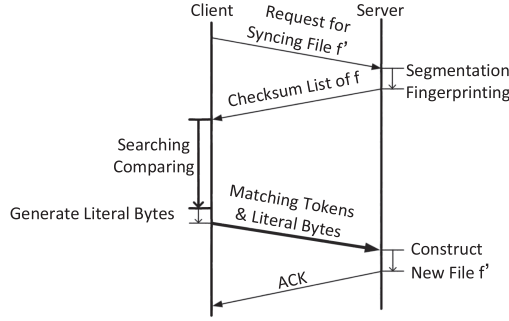 Client
Server
Request for
Syncing File f’
Segmentation
Fingerprinting
Checksum List of f
Searching
Comparing
Matching Tokens
& Literal Bytes
Generate Literal Bytes
Construct
New File f’
ACK